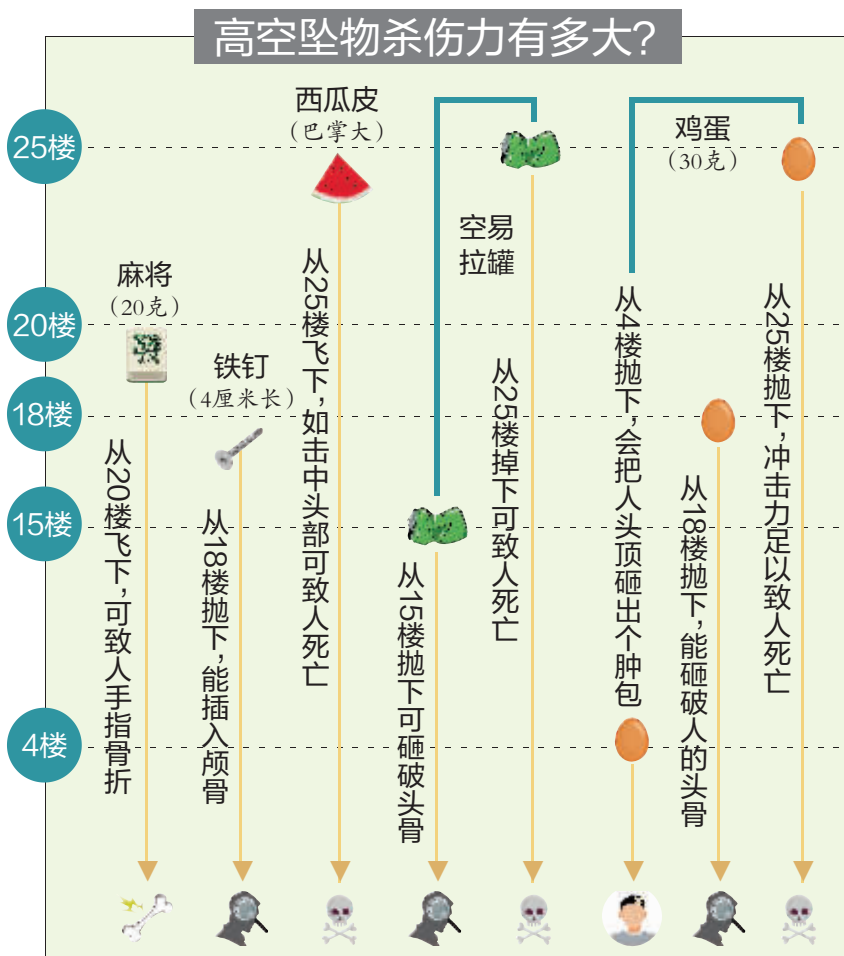 高空坠物杀伤力有多大?
25楼
20楼
18楼
15楼
4楼
麻将
(20克)
从20楼飞下,可致人手指骨折
铁钉
(4厘米长)
从18楼抛下,能插入颅骨
西瓜皮
(巴掌大)
从25楼飞下,如击中头部可致人死亡
空易
拉罐
从15楼抛下可砸破头骨
从25楼掉下可致人死亡
鸡蛋
(30克)
从4楼抛下,会把人头顶砸出个肿包
从18楼抛下,能砸破人的头骨
从25楼抛下,冲击力足以致人死亡